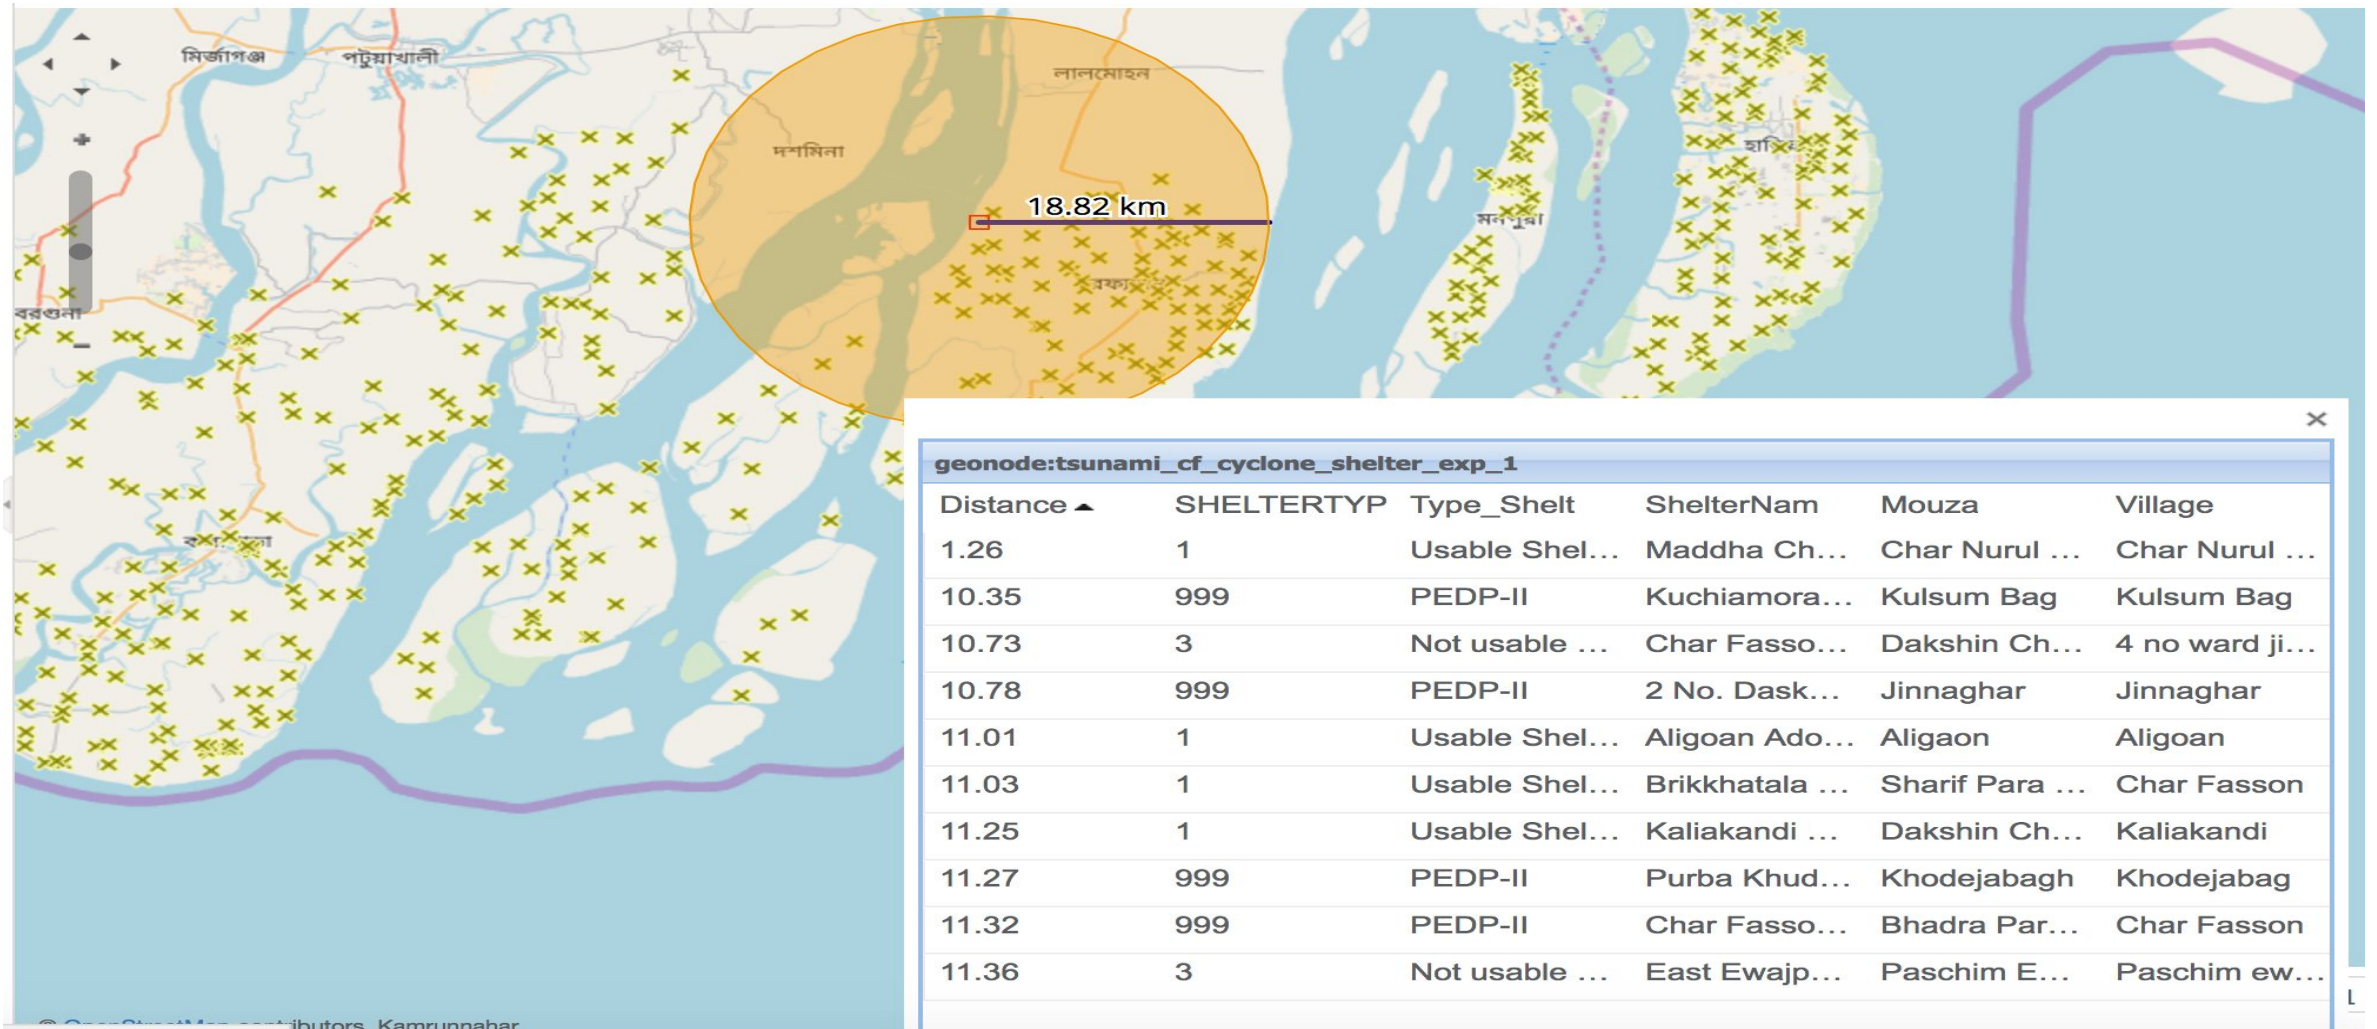 মির্জাগঞ্জ
পটুয়াখালী
লালমোহন
দশমিনা
18.82 km
মনপুরা
বরগুনা
geonode:tsunami_cf_cyclone_shelter_exp_1
Distance SHELTERTYP Type_Shelt ShelterNam Mouza Village
1.26 1 Usable Shel... Maddha Ch... Char Nurul ... Char Nurul ...
10.35 999 PEDP-II Kuchiamora... Kulsum Bag Kulsum Bag
10.73 3 Not usable ... Char Fasso... Dakshin Ch... 4 no ward ji...
10.78 999 PEDP-II 2 No. Dask... Jinnaghar Jinnaghar
11.01 1 Usable Shel... Aligoan Ado... Aligaon Aligoan
11.03 1 Usable Shel... Brikkhatala ... Sharif Para ... Char Fasson
11.25 1 Usable Shel... Kaliakandi ... Dakshin Ch... Kaliakandi
11.27 999 PEDP-II Purba Khud... Khodejabagh Khodejabag
11.32 999 PEDP-II Char Fasso... Bhadra Par... Char Fasson
11.36 3 Not usable ... East Ewajp... Paschim E... Paschim ew...
© OpenStreetMap contributors, Kamrunnahar